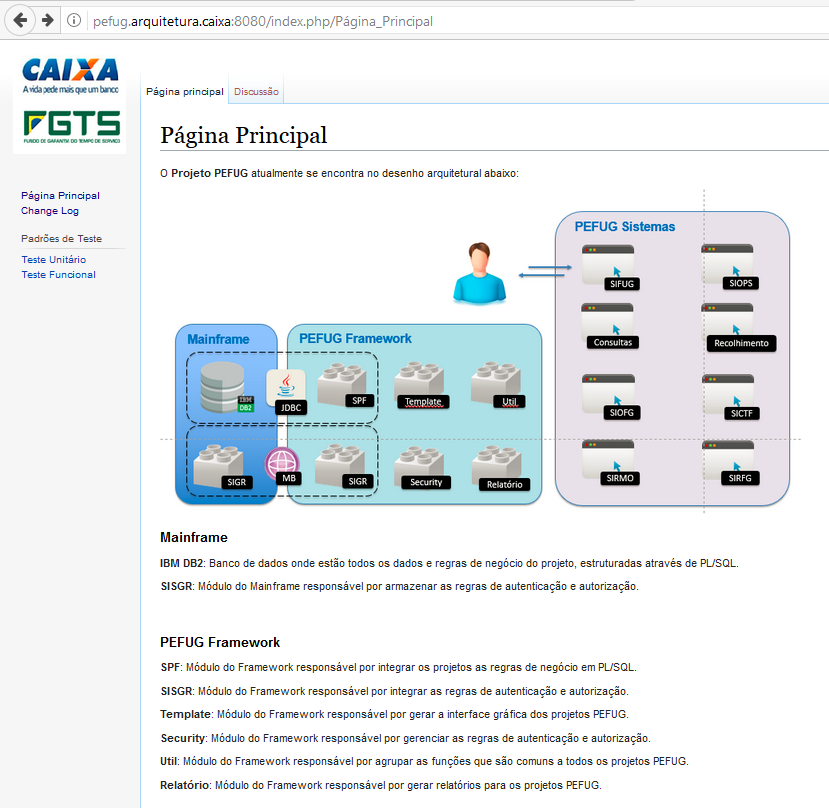 pefug.arquitetura.caixa:8080/index.php/Página_Principal
CAIXA
A vida pede mais que um banco
FGTS
FUNDO DE GARANTIA DO TEMPO DE SERVIÇO
Página principal
Discussão
Página Principal
Change Log
Padrões de Teste
Teste Unitário
Teste Funcional
Página Principal
O Projeto PEFUG atualmente se encontra no desenho arquitetural abaixo:
PEFUG Sistemas
SIFUG
SIOPS
Consultas
Recolhimento
SIOFG
SICTF
SIRMO
SIRFG
Mainframe
IBM
DB2
SIGR
JDBC
MB
PEFUG Framework
SPF
Template
Util
SIGR
Security
Relatório
Mainframe
IBM DB2: Banco de dados onde estão todos os dados e regras de negócio do projeto, estruturadas através de PL/SQL.
SISGR: Módulo do Mainframe responsável por armazenar as regras de autenticação e autorização.
PEFUG Framework
SPF: Módulo do Framework responsável por integrar os projetos as regras de negócio em PL/SQL.
SISGR: Módulo do Framework responsável por integrar as regras de autenticação e autorização.
Template: Módulo do Framework responsável por gerar a interface gráfica dos projetos PEFUG.
Security: Módulo do Framework responsável por gerenciar as regras de autenticação e autorização.
Util: Módulo do Framework responsável por agrupar as funções que são comuns a todos os projetos PEFUG.
Relatório: Módulo do Framework responsável por gerar relatórios para os projetos PEFUG.